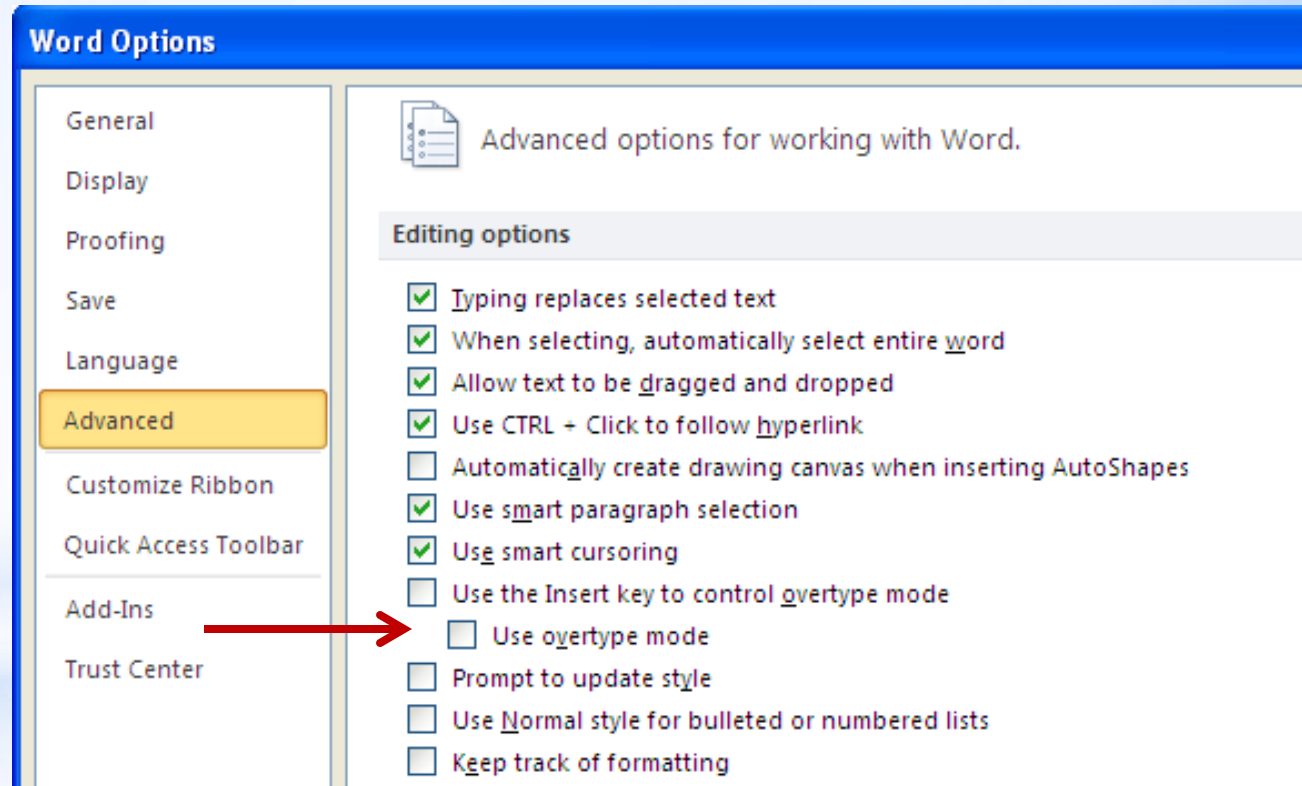 Word Options
General
Display
Proofing
Save
Language
Advanced
Customize Ribbon
Quick Access Toolbar
Add-Ins
Trust Center
Advanced options for working with Word.
Editing options
Typing replaces selected text
When selecting, automatically select entire word
Allow text to be dragged and dropped
Use CTRL + Click to follow hyperlink
Automatically create drawing canvas when inserting AutoShapes
Use smart paragraph selection
Use smart cursoring
Use the Insert key to control overtype mode
Use overtype mode
Prompt to update style
Use Normal style for bulleted or numbered lists
Keep track of formatting